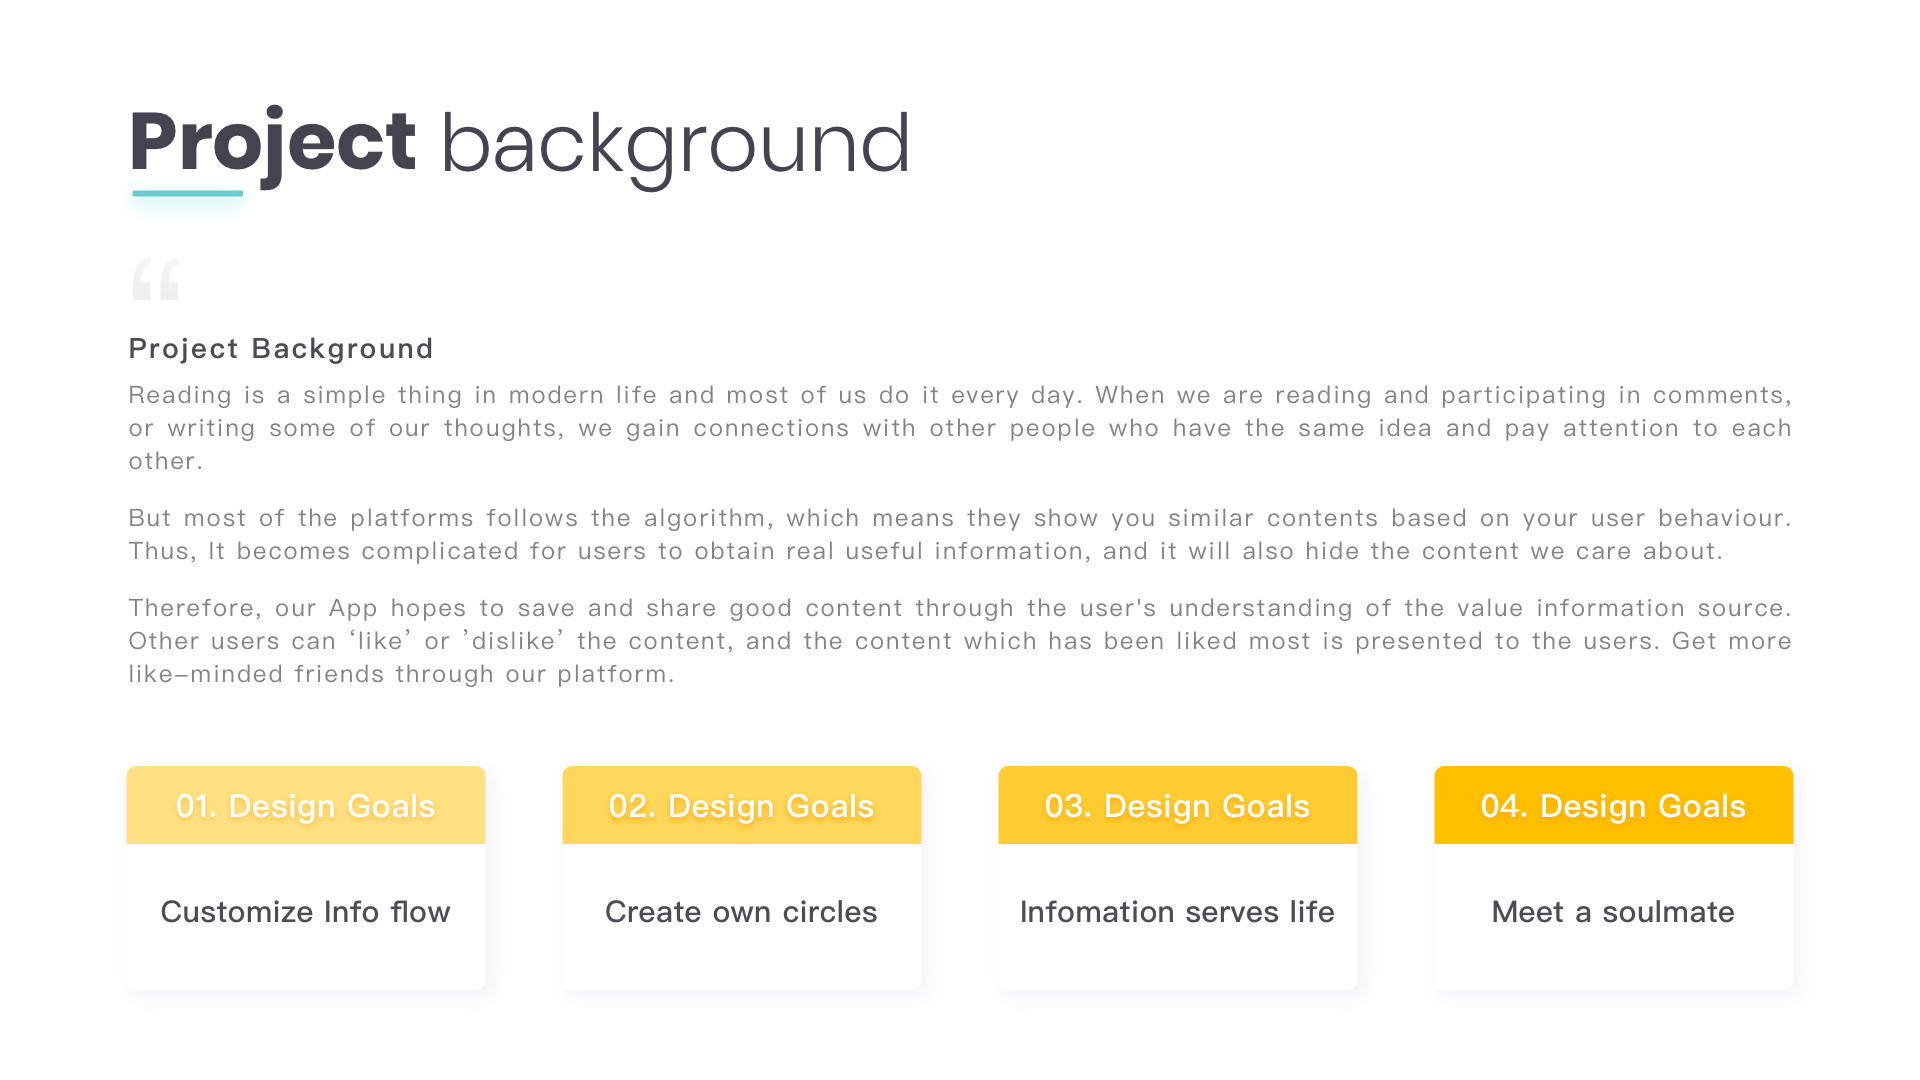 Project background
“
Project Background
Reading is a simple thing in modern life and most of us do it every day. When we are reading and participating in comments,
or writing some of our thoughts, we gain connections with other people who have the same idea and pay attention to each
other.
But most of the platforms follows the algorithm, which means they show you similar contents based on your user behaviour.
Thus, It becomes complicated for users to obtain real useful information, and it will also hide the content we care about.
Therefore, our App hopes to save and share good content through the user's understanding of the value information source.
Other users can ‘like’ or ’dislike’ the content, and the content which has been liked most is presented to the users. Get more
like–minded friends through our platform.
01. Design Goals
Customize Info flow
02. Design Goals
Create own circles
03. Design Goals
Infomation serves life
04. Design Goals
Meet a soulmate